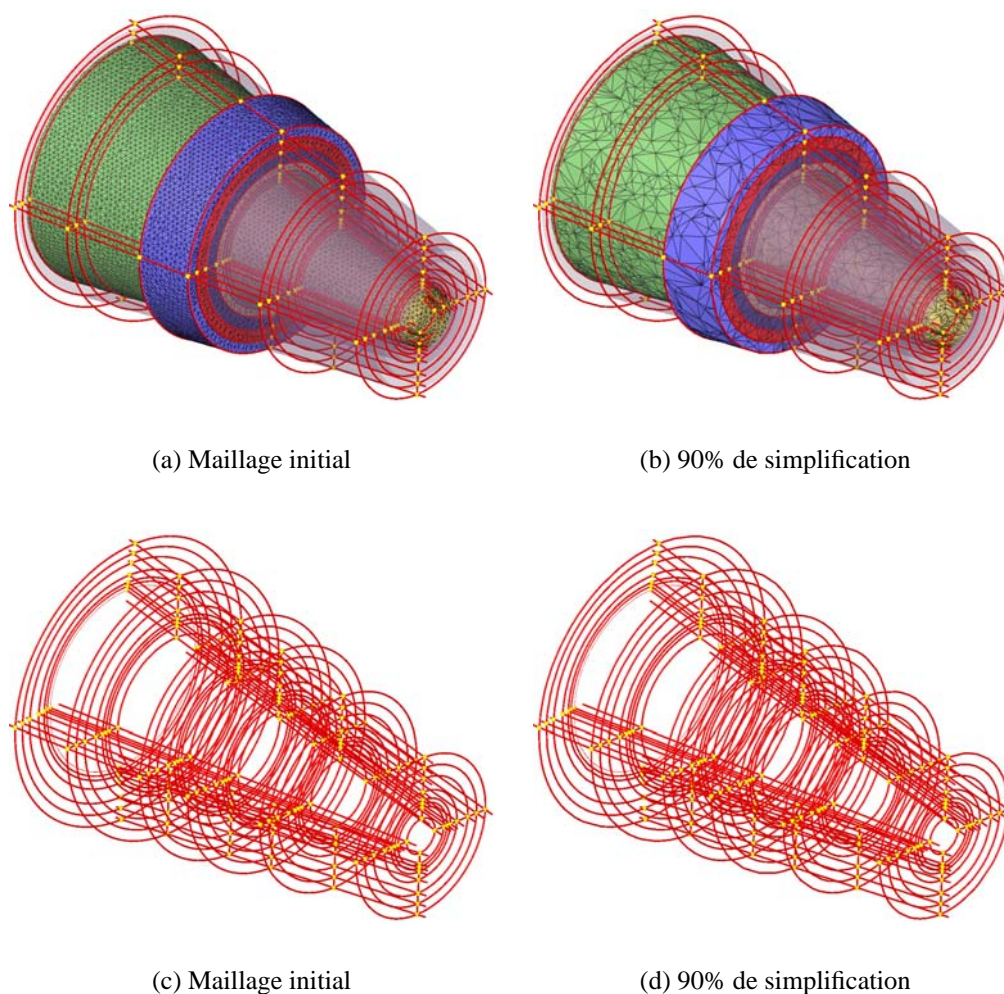 (a) Maillage initial
(b) 90% de simplification
(c) Maillage initial
(d) 90% de simplification